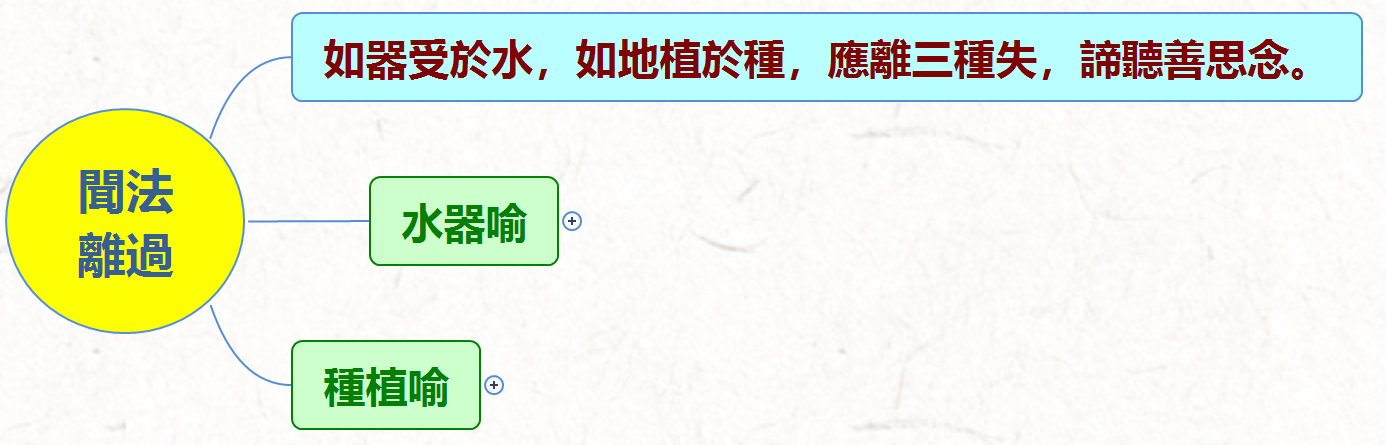 如器受於水，如地植於種，應離三種失，諦聽善思念。
聞法
離過
水器喻
種植喻